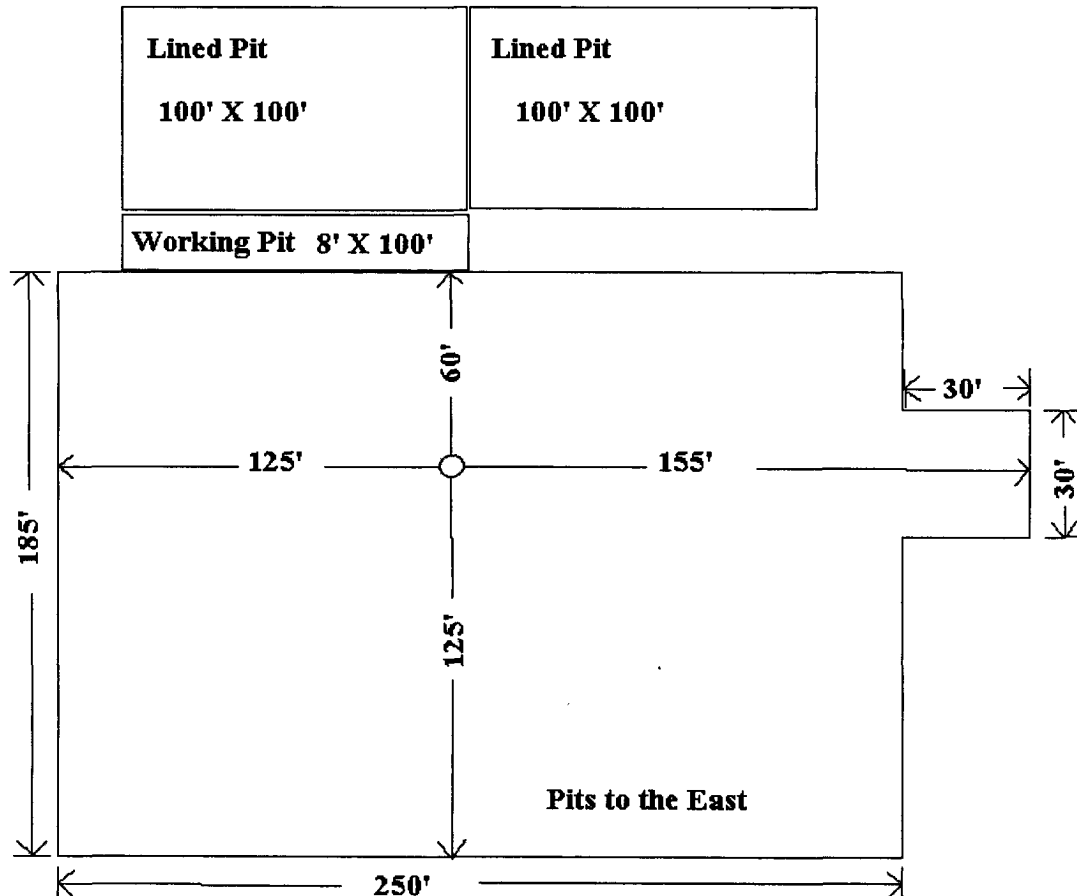 Lined Pit
100' X 100'
Lined Pit
100' X 100'
Working Pit 8' X 100'
60'
30'
125'
155'
30'
185'
125'
Pits to the East
250'